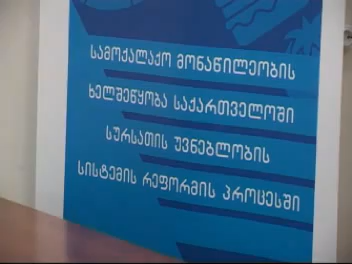 სამოქალაქო მონაწილეობის
ხელშეწყობა საქართველოში
სურსათის უვნებლობის
სისტემის რეფორმის პროცესში